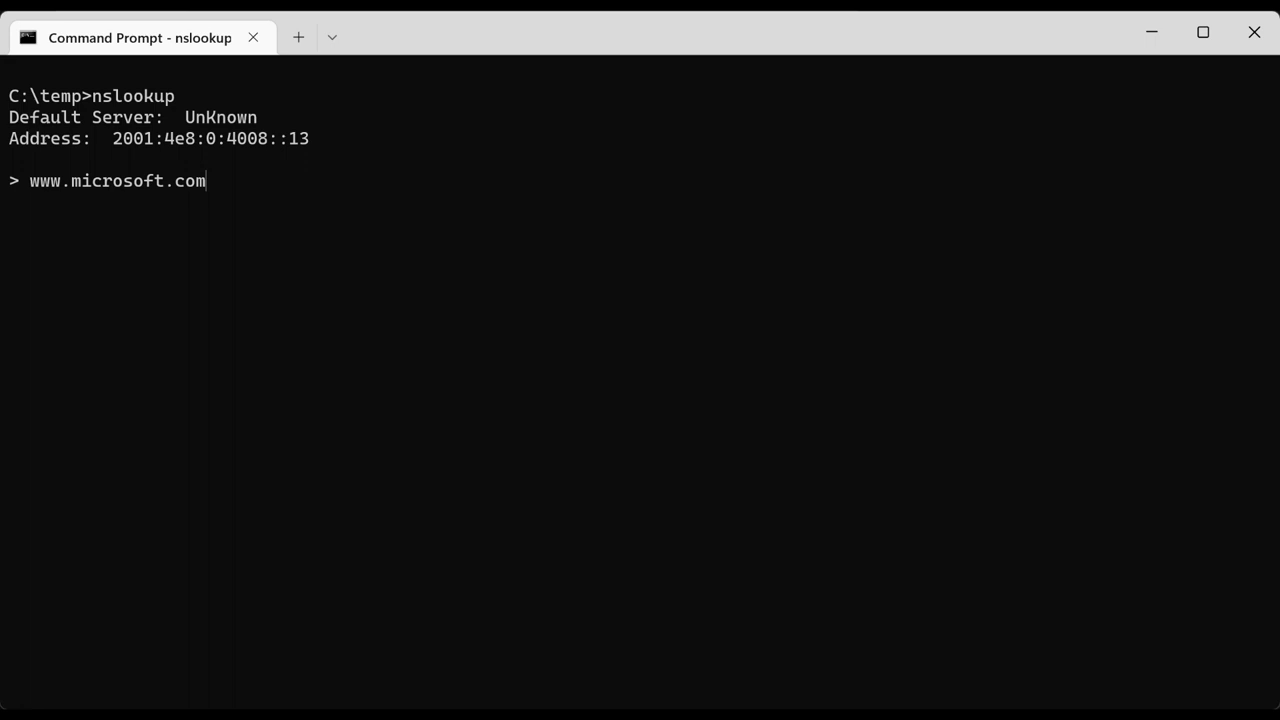 Command Prompt - nslookup
C:\temp>nslookup
Default Server:  UnKnown
Address:  2001:4e8:0:4008::13
> www.microsoft.com